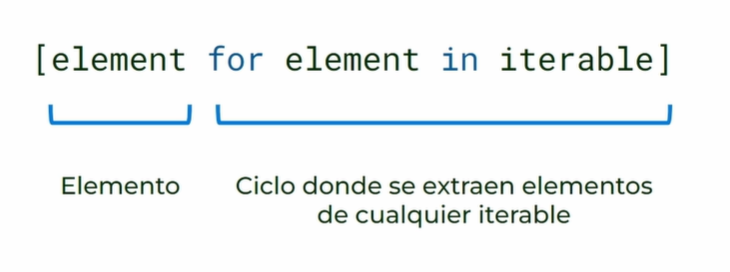 [element for element in iterable]
Elemento
Ciclo donde se extraen elementos
de cualquier iterable